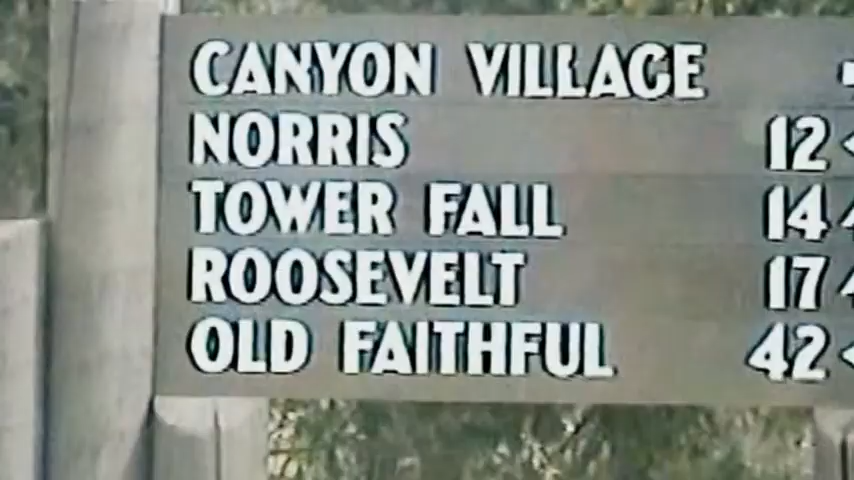 CANYON VILLAGE
NORRIS 12
TOWER FALL 14
ROOSEVELT 17
OLD FAITHFUL 42